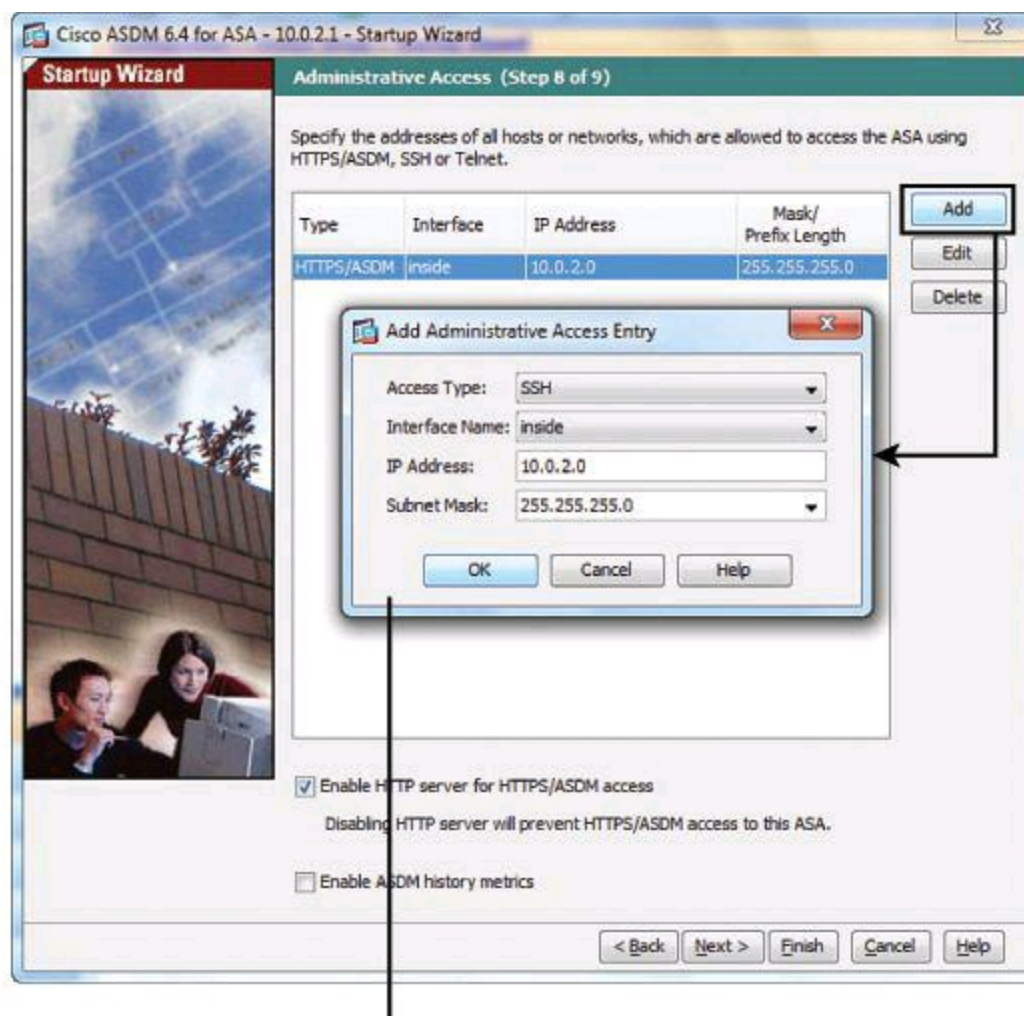 Cisco ASDM 6.4 for ASA - 10.0.2.1 - Startup Wizard
Startup Wizard
Administrative Access (Step 8 of 9)
Specify the addresses of all hosts or networks, which are allowed to access the ASA using
HTTPS/ASDM, SSH or Telnet.
Type Interface IP Address Mask/
Prefix Length
HTTPS/ASDM inside 10.0.2.0 255.255.255.0
Add
Edit
Delete
Add Administrative Access Entry
Access Type: SSH
Interface Name: inside
IP Address: 10.0.2.0
Subnet Mask: 255.255.255.0
OK Cancel Help
Enable HTTP server for HTTPS/ASDM access
Disabling HTTP server will prevent HTTPS/ASDM access to this ASA.
Enable ASDM history metrics
< Back Next > Finish Cancel Help